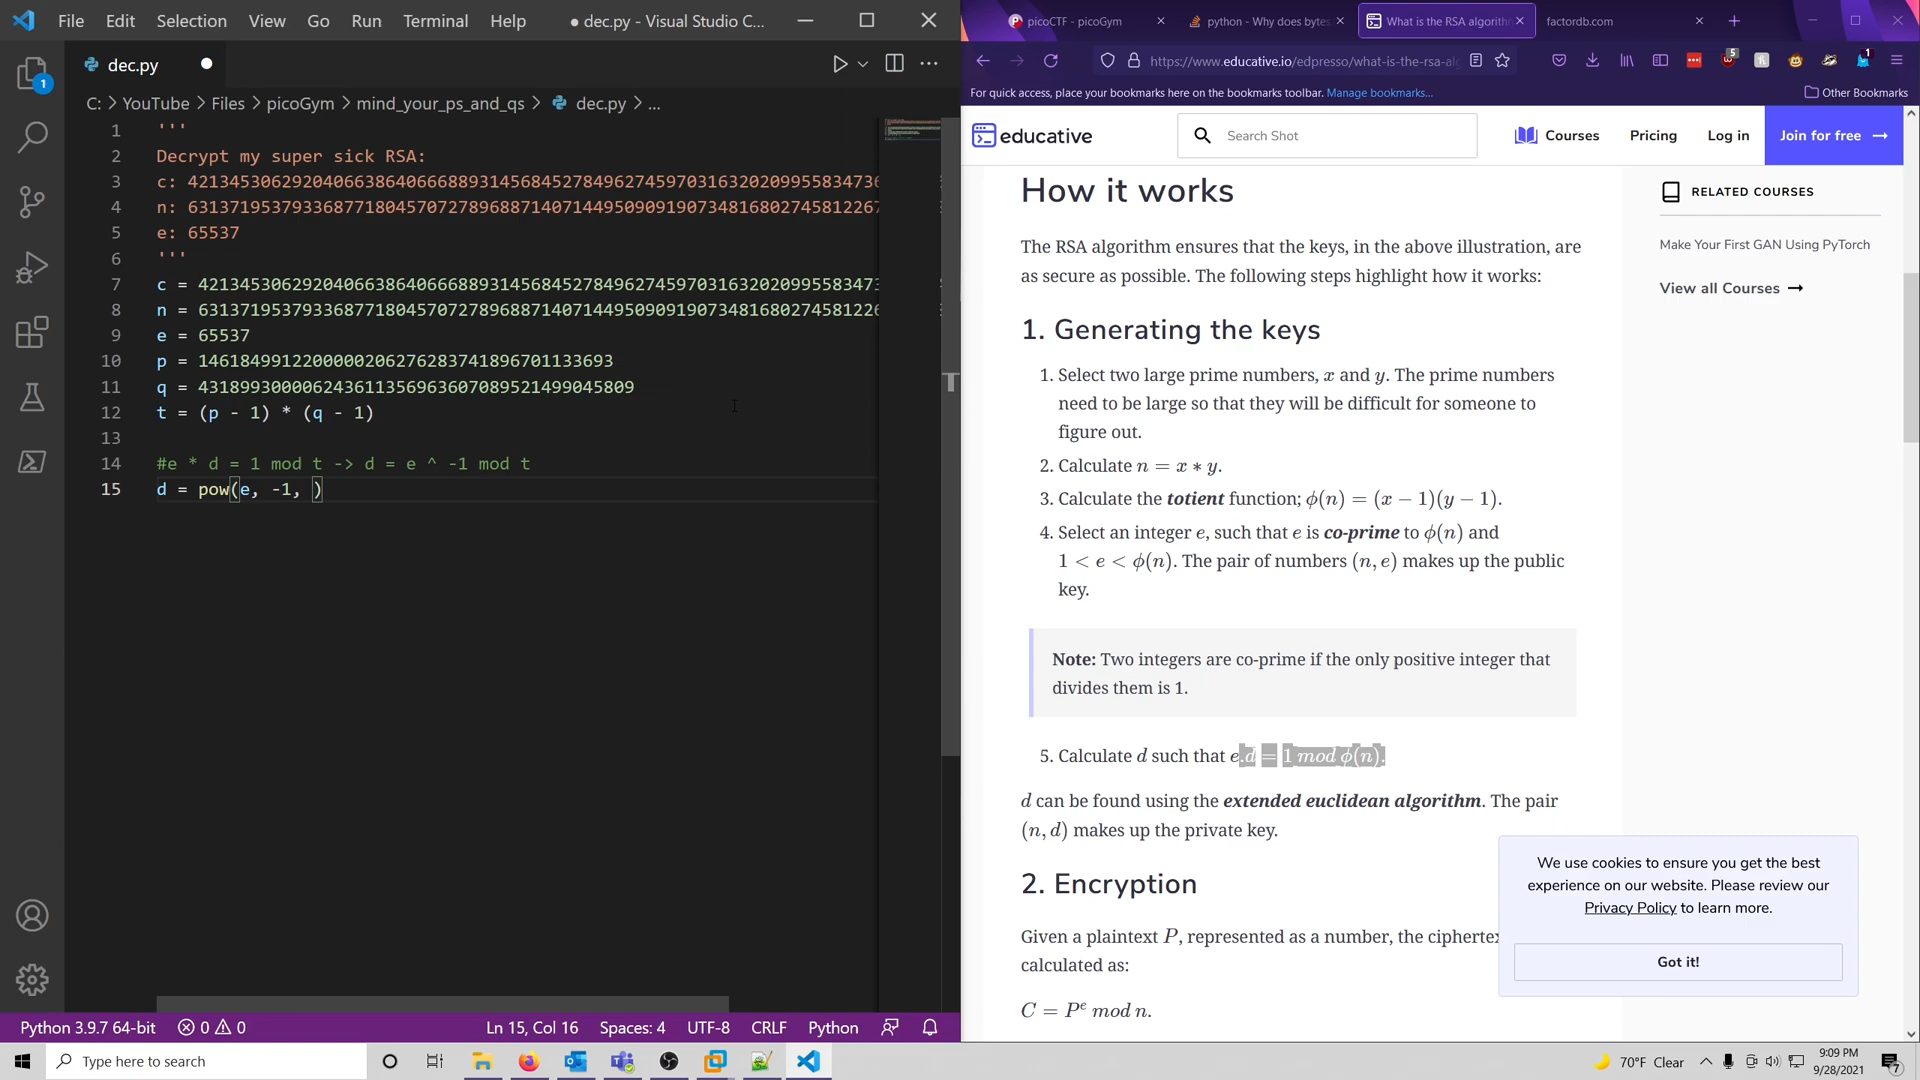 File Edit Selection View Go Run Terminal Help
● dec.py - Visual Studio C...
dec.py
C: > YouTube > Files > picoGym > mind_your_ps_and_qs > dec.py > ...
1 '''
2 Decrypt my super sick RSA:
3 c: 4213453062920406638640666889314568452784962745970316320209955834736
4 n: 6313719537933687718045707278968871407144950909190734816802745812267
5 e: 65537
6 '''
7 c = 421345306292040663864066688931456845278496274597031632020995583473
8 n = 63137195379336877180457072789688714071449509091907348168027458122 6
9 e = 65537
10 p = 1461849912200000206276283741896701133693
11 q = 431899300006243611356963607089521499045809
12 t = (p - 1) * (q - 1)
13
14 #e * d = 1 mod t -> d = e ^ -1 mod t
15 d = pow(e, -1, )
1
Python 3.9.7 64-bit
0 0
Ln 15, Col 16
Spaces: 4
UTF-8
CRLF
Python
picoCTF - picoGym
python - Why does bytes
What is the RSA algorithm
factordb.com
https://www.educative.io/edpresso/what-is-the-rsa-al
5
1
For quick access, place your bookmarks here on the bookmarks toolbar. Manage bookmarks...
Other Bookmarks
educative
Search Shot
Courses
Pricing
Log in
Join for free →
How it works
RELATED COURSES
The RSA algorithm ensures that the keys, in the above illustration, are
as secure as possible. The following steps highlight how it works:
Make Your First GAN Using PyTorch
View all Courses →
1. Generating the keys
1. Select two large prime numbers, x and y. The prime numbers
need to be large so that they will be difficult for someone to
figure out.
2. Calculate n = x ∗ y.
3. Calculate the totient function; ϕ(n) = (x − 1)(y − 1).
4. Select an integer e, such that e is co-prime to ϕ(n) and
1 < e < ϕ(n). The pair of numbers (n, e) makes up the public
key.
Note: Two integers are co-prime if the only positive integer that
divides them is 1.
5. Calculate d such that e.d = 1 mod ϕ(n).
d can be found using the extended euclidean algorithm. The pair
(n, d) makes up the private key.
2. Encryption
Given a plaintext P, represented as a number, the ciphertex
calculated as:
C = P^e mod n.
We use cookies to ensure you get the best
experience on our website. Please review our
Privacy Policy to learn more.
Got it!
Type here to search
70°F Clear
9:09 PM
9/28/2021
7